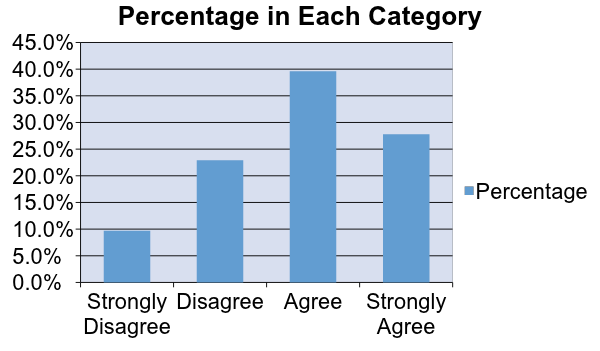 Percentage in Each Category
45.0%
40.0%
35.0%
30.0%
25.0%
20.0%
15.0%
10.0%
5.0%
0.0%
Strongly Disagree
Disagree
Agree
Strongly Agree
Percentage